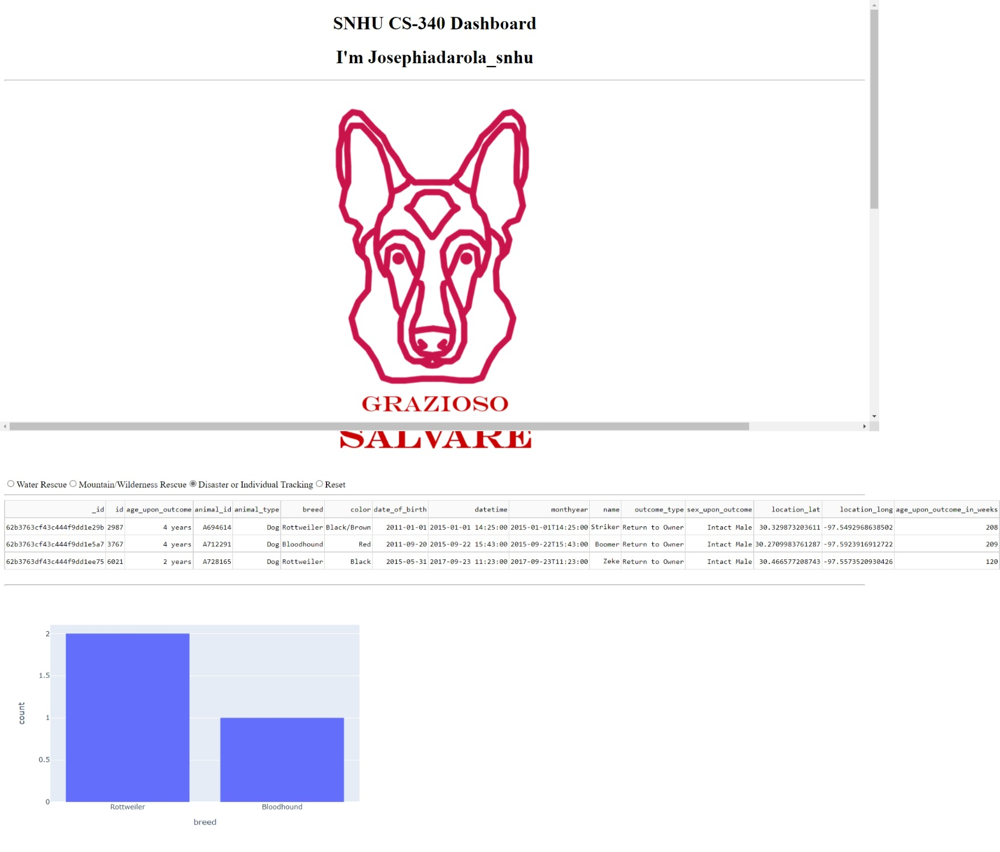 SNHU CS-340 Dashboard
I'm Josephiadarola_snhu
GRAZIOSO
SALVARE
Water Rescue Mountain/Wilderness Rescue Disaster or Individual Tracking Reset
_id id age_upon_outcome animal_id animal_type breed color date_of_birth datetime monthyear name outcome_type sex_upon_outcome location_lat location_long age_upon_outcome_in_weeks
62b3763cf43c444f9dd1e29b 2987 4 years A694614 Dog Rottweiler Black/Brown 2011-01-01 2015-01-01 14:25:00 2015-01-01T14:25:00 Striker Return to Owner Intact Male 30.329873203611 -97.5492968638502 208
62b3763cf43c444f9dd1e5a7 3767 4 years A712291 Dog Bloodhound Red 2011-09-20 2015-09-22 15:43:00 2015-09-22T15:43:00 Boomer Return to Owner Intact Male 30.2709983761287 -97.5923916912722 209
62b3763df43c444f9dd1ee75 6021 2 years A728165 Dog Rottweiler Black 2015-05-31 2017-09-23 11:23:00 2017-09-23T11:23:00 Zeke Return to Owner Intact Male 30.466577208743 -97.5573520930426 120
2
1.5
1
0.5
0
count
Rottweiler Bloodhound
breed